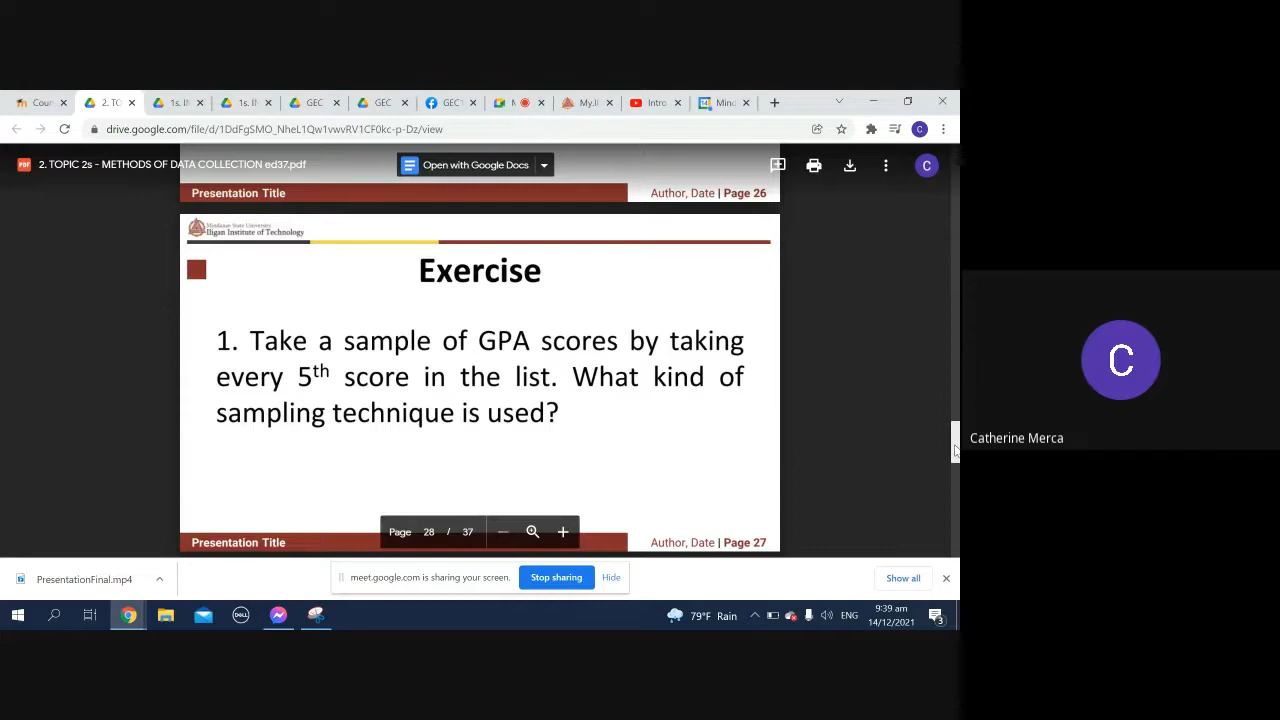 Cour
2. TO
1s. IN
1s. IN
GEC
GEC
GEC
My.I
Intro
Mind
drive.google.com/file/d/1DdFgSMO_NheL1Qw1vwvRV1CF0kc-p-Dz/view
C
PDF
2. TOPIC 2s - METHODS OF DATA COLLECTION ed37.pdf
Open with Google Docs
C
Presentation Title
Author, Date | Page 26
Mindanao State University
Iligan Institute of Technology
Exercise
1. Take a sample of GPA scores by taking
every 5th score in the list. What kind of
sampling technique is used?
C
Catherine Merca
Page 28 / 37
Presentation Title
Author, Date | Page 27
PresentationFinal.mp4
meet.google.com is sharing your screen.
Stop sharing
Hide
Show all
DELL
79°F Rain
ENG
9:39 am
14/12/2021
3